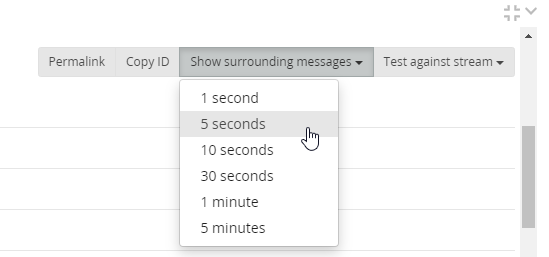 Permalink Copy ID Show surrounding messages Test against stream
1 second
5 seconds
10 seconds
30 seconds
1 minute
5 minutes